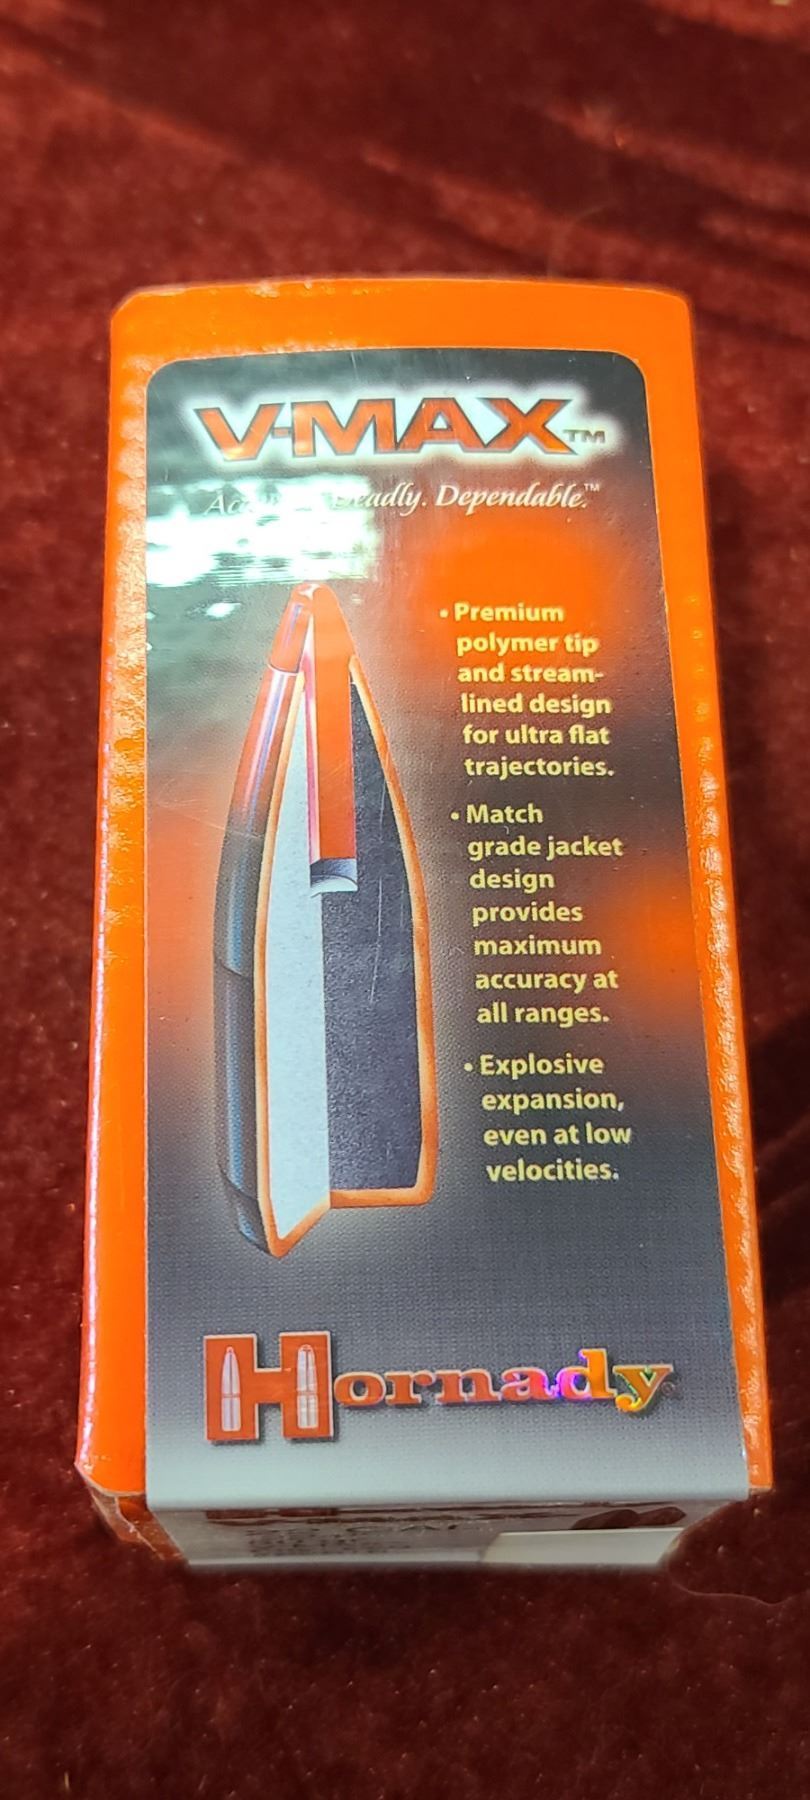 V-MAX™
Deadly. Dependable.™
• Premium
polymer tip
and stream-
lined design
for ultra flat
trajectories.
• Match
grade jacket
design
provides
maximum
accuracy at
all ranges.
• Explosive
expansion,
even at low
velocities.
Hornady